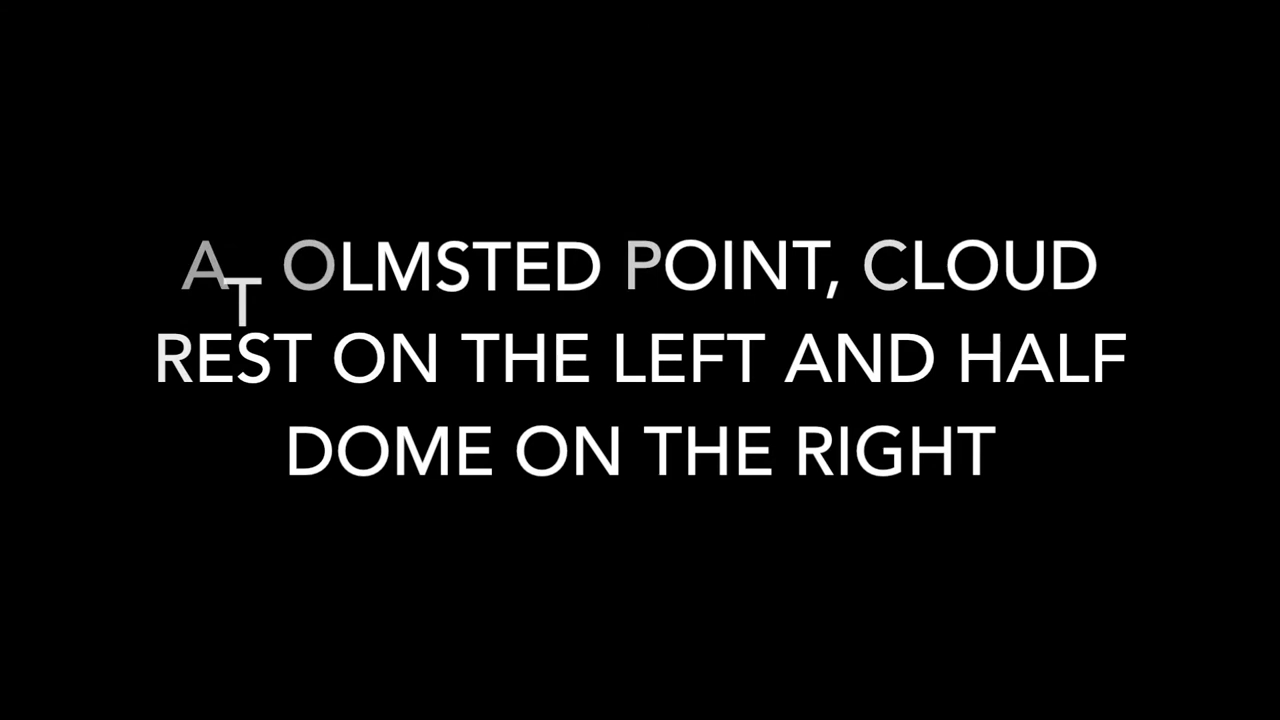 AT OLMSTED POINT, CLOUD
REST ON THE LEFT AND HALF
DOME ON THE RIGHT